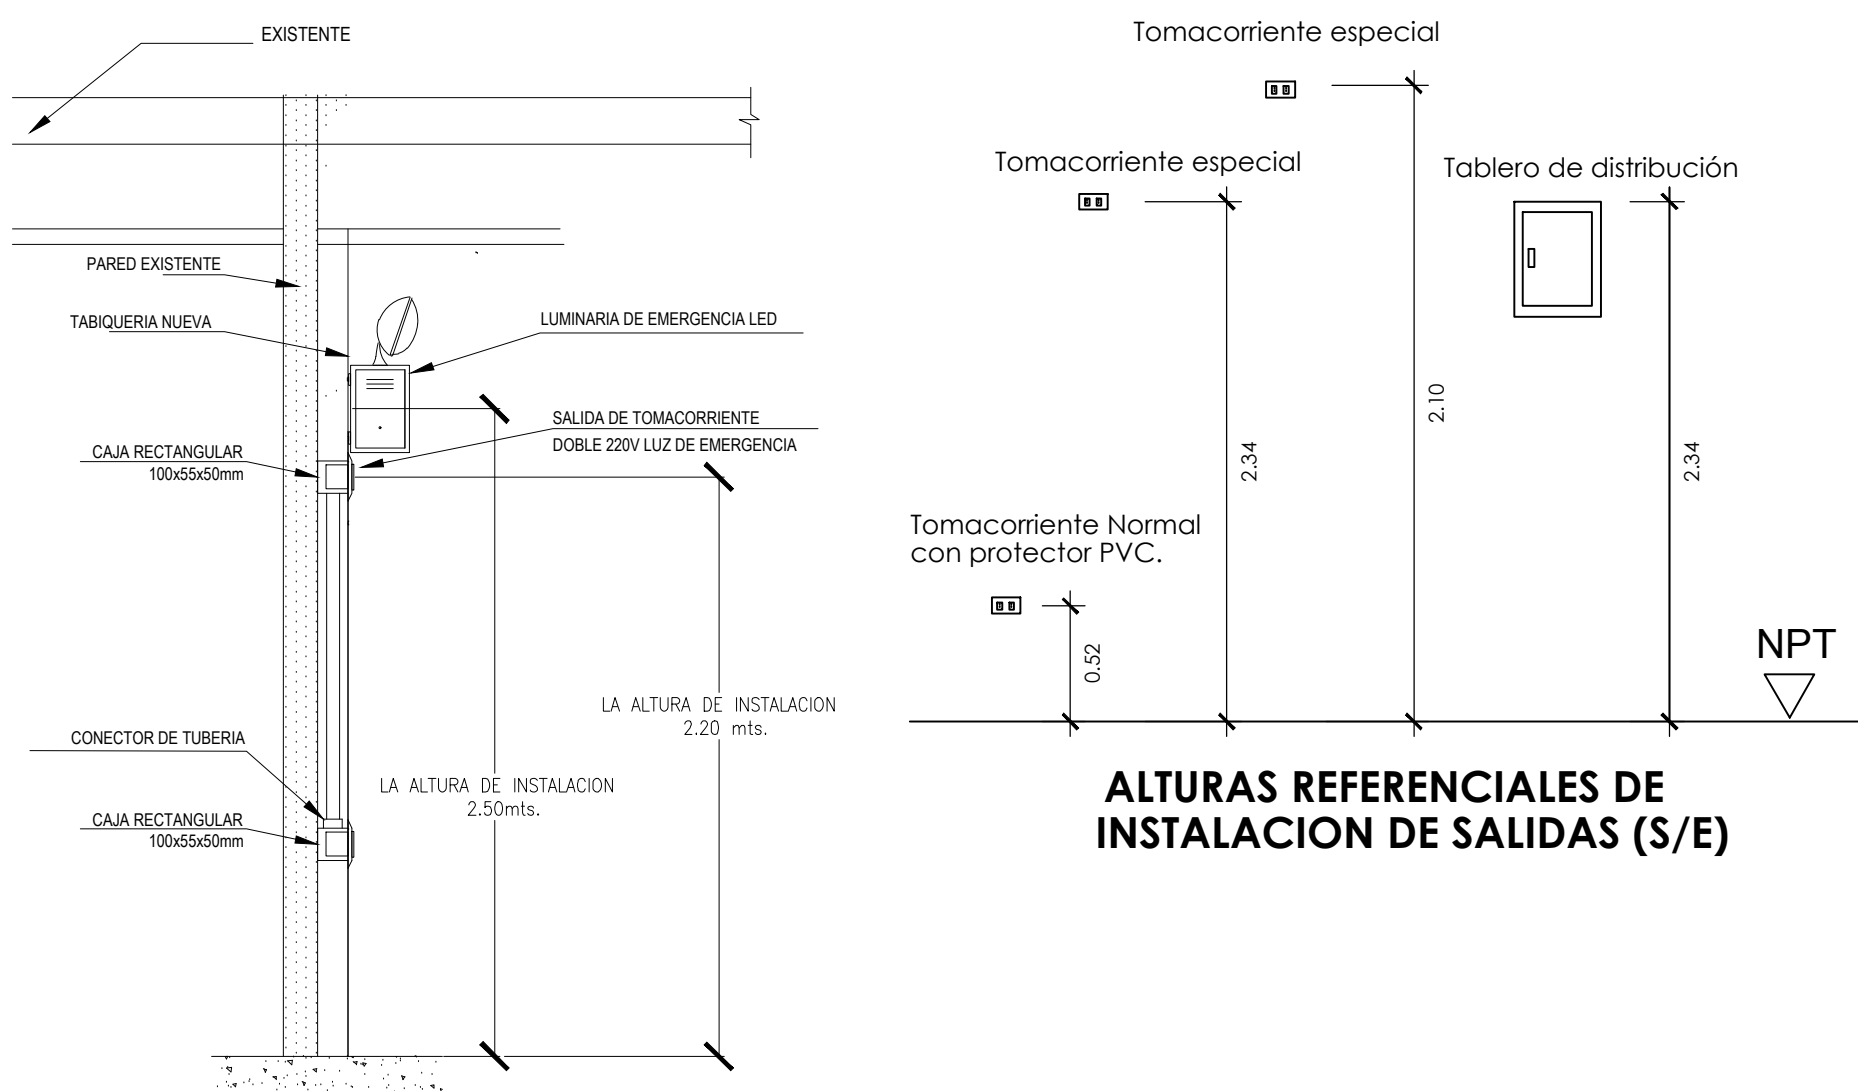 EXISTENTE
PARED EXISTENTE
TABIQUERIA NUEVA
LUMINARIA DE EMERGENCIA LED
SALIDA DE TOMACORRIENTE
DOBLE 220V LUZ DE EMERGENCIA
CAJA RECTANGULAR
100x55x50mm
LA ALTURA DE INSTALACION
2.20 mts.
CONECTOR DE TUBERIA
LA ALTURA DE INSTALACION
2.50mts.
CAJA RECTANGULAR
100x55x50mm
Tomacorriente especial
Tomacorriente especial
Tablero de distribución
2.10
2.34
2.34
Tomacorriente Normal
con protector PVC.
0.52
NPT
ALTURAS REFERENCIALES DE
INSTALACION DE SALIDAS (S/E)